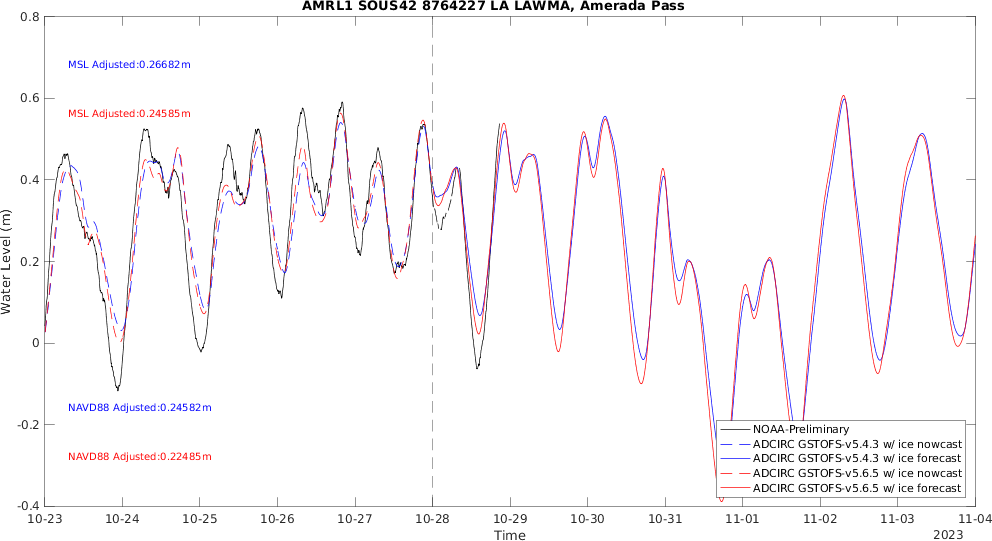 AMRL1 SOUS42 8764227 LA LAWMA, Amerada Pass
0.8
0.6
0.4
0.2
0
-0.2
-0.4
Water Level (m)
MSL Adjusted:0.26682m
MSL Adjusted:0.24585m
NAVD88 Adjusted:0.24582m
NAVD88 Adjusted:0.22485m
NOAA-Preliminary
ADCIRC GSTOFS-v5.4.3 w/ ice nowcast
ADCIRC GSTOFS-v5.4.3 w/ ice forecast
ADCIRC GSTOFS-v5.6.5 w/ ice nowcast
ADCIRC GSTOFS-v5.6.5 w/ ice forecast
10-23 10-24 10-25 10-26 10-27 10-28 10-29 10-30 10-31 11-01 11-02 11-03 11-04
Time
2023